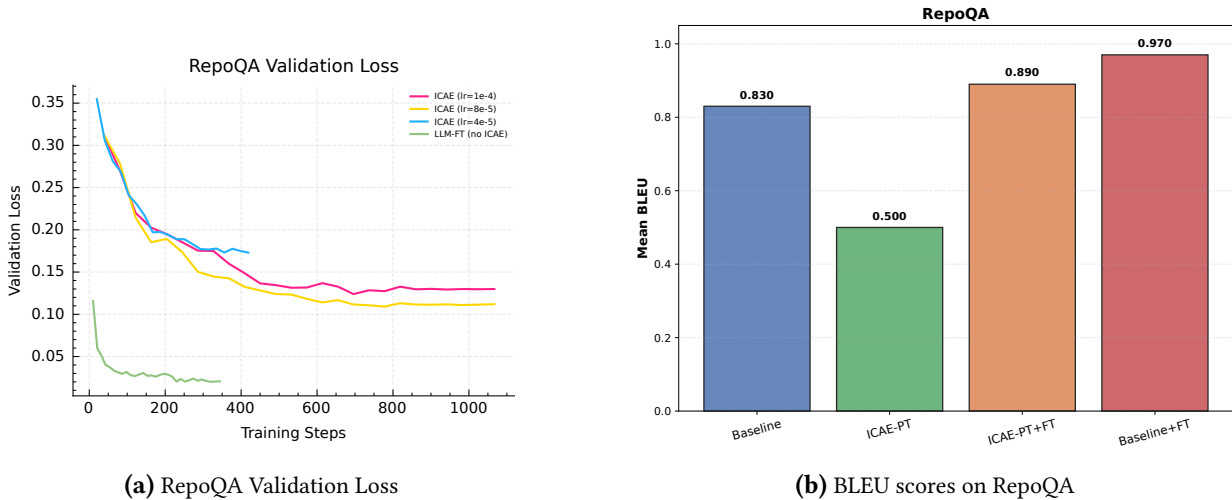 RepoQA Validation Loss
ICAE (lr=1e-4)
ICAE (lr=8e-5)
ICAE (lr=4e-5)
LLM-FT (no ICAE)
Validation Loss
0.35
0.30
0.25
0.20
0.15
0.10
0.05
0 200 400 600 800 1000
Training Steps
(a) RepoQA Validation Loss
RepoQA
Mean BLEU
1.0
0.8
0.6
0.4
0.2
0.0
0.830
0.500
0.890
0.970
Baseline
ICAE-PT
ICAE-PT+FT
Baseline+FT
(b) BLEU scores on RepoQA